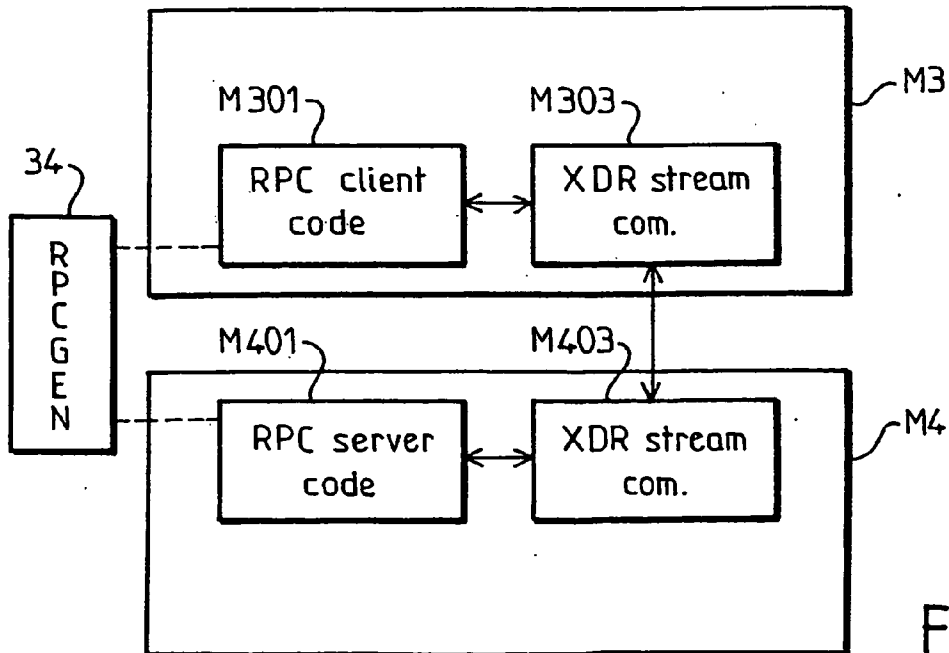 M3
M301
M303
34
RPC client
code
XDR stream
com.
RPCGEN
M401
M403
M4
RPC server
code
XDR stream
com.
F